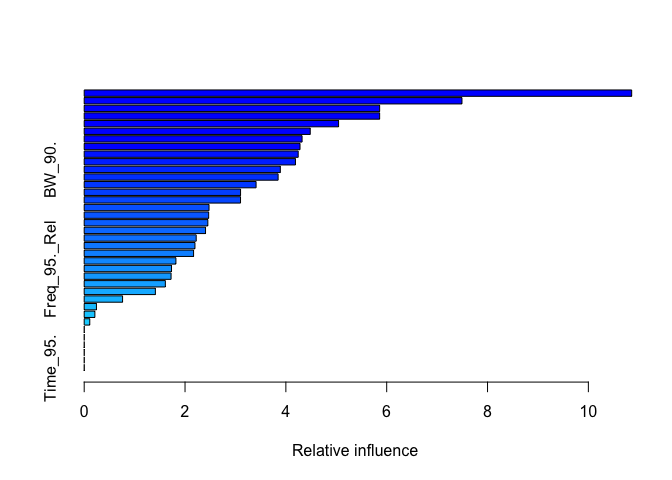 BW_90.
Freq_95._Rel
Time_95.
0 2 4 6 8 10
Relative influence